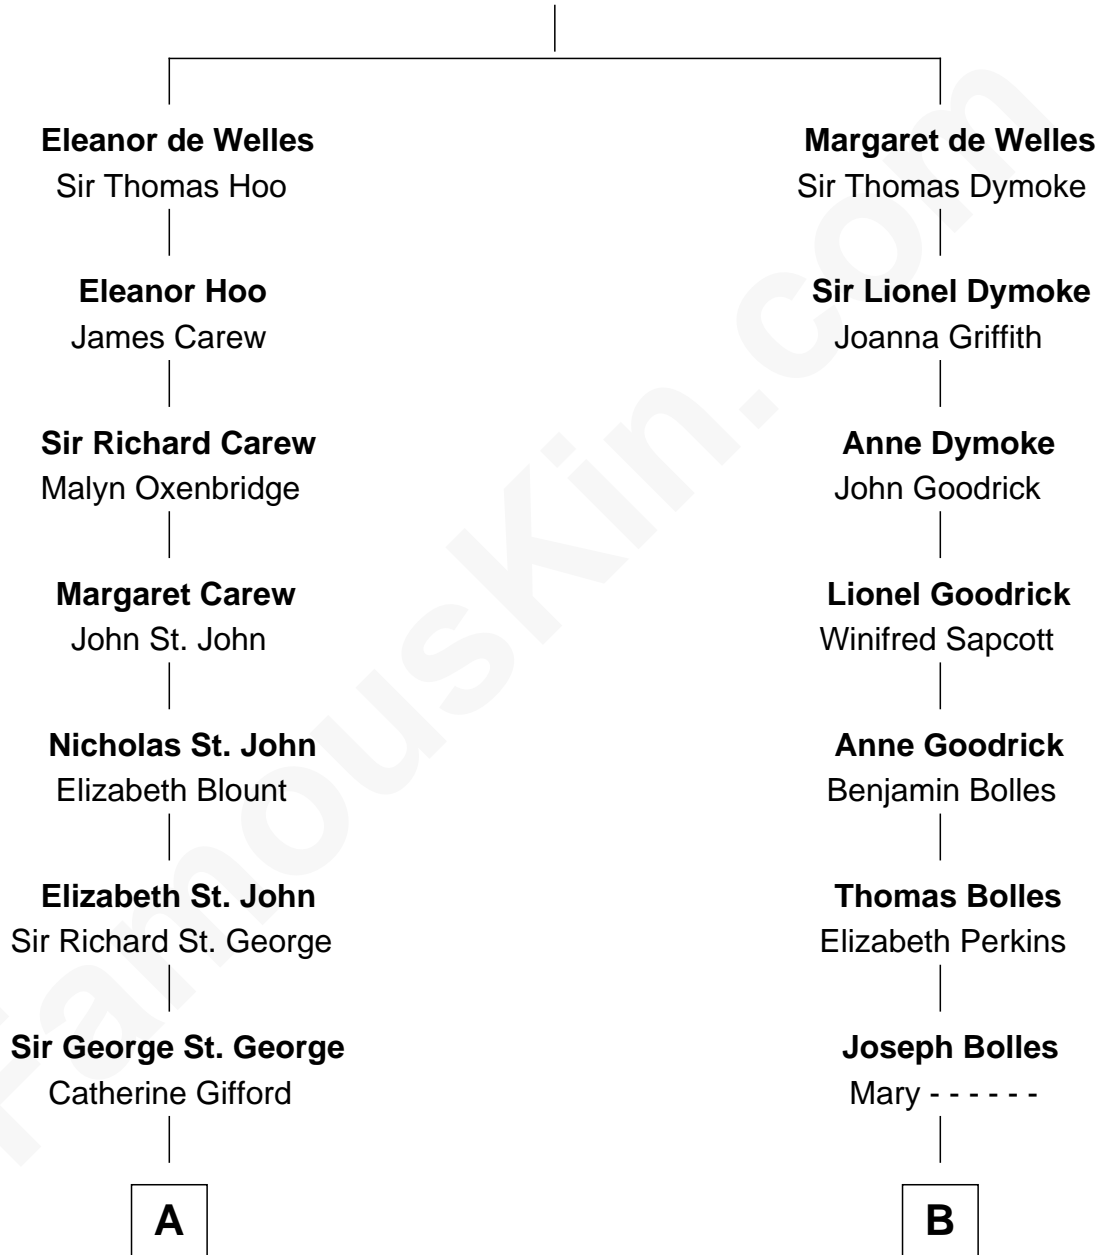 Eleanor de Welles
Sir Thomas Hoo
Eleanor Hoo
James Carew
Sir Richard Carew
Malyn Oxenbridge
Margaret Carew
John St. John
Nicholas St. John
Elizabeth Blount
Elizabeth St. John
Sir Richard St. George
Sir George St. George
Catherine Gifford
A
Margaret de Welles
Sir Thomas Dymoke
Sir Lionel Dymoke
Joanna Griffith
Anne Dymoke
John Goodrick
Lionel Goodrick
Winifred Sapcott
Anne Goodrick
Benjamin Bolles
Thomas Bolles
Elizabeth Perkins
Joseph Bolles
Mary - - - - - -
B
FamousKin.com